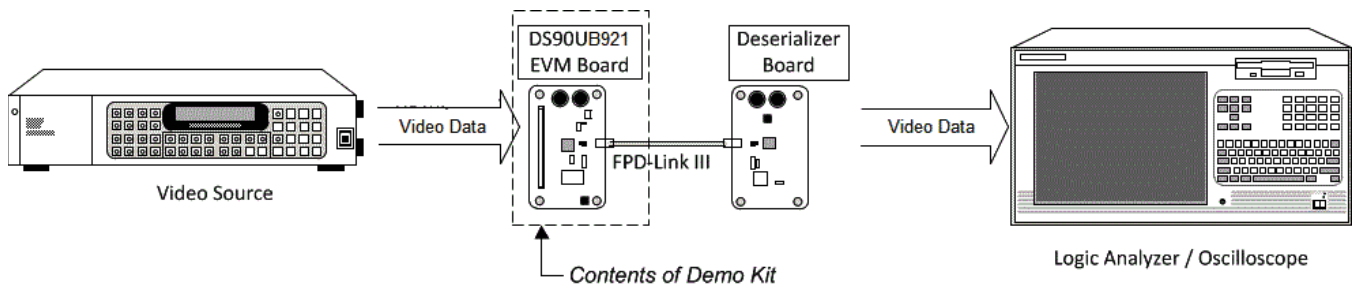 DS90UB921
EVM Board
Deserializer
Board
Video Data
FPD-Link III
Video Data
Video Source
Logic Analyzer / Oscilloscope
Contents of Demo Kit